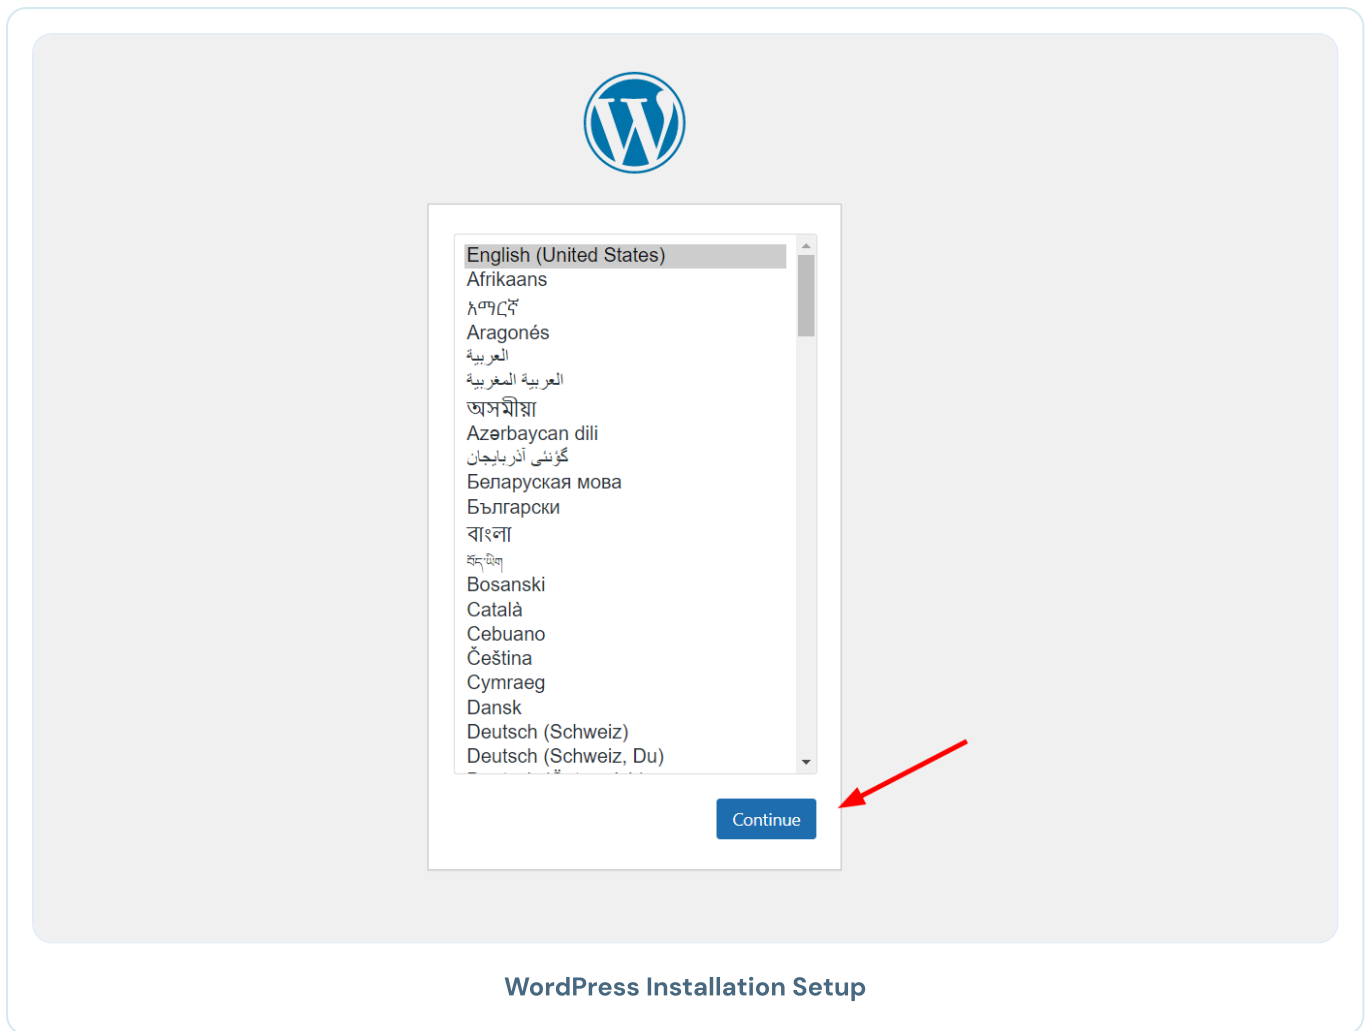 English (United States)
Afrikaans
አማርኛ
Aragonés
العربية
العربية المغربية
অসমীয়া
Azərbaycan dili
گؤنئی آذربایجان
Беларуская мова
Български
বাংলা
བོད་ཡིག
Bosanski
Català
Cebuano
Čeština
Cymraeg
Dansk
Deutsch (Schweiz)
Deutsch (Schweiz, Du)
Continue
WordPress Installation Setup